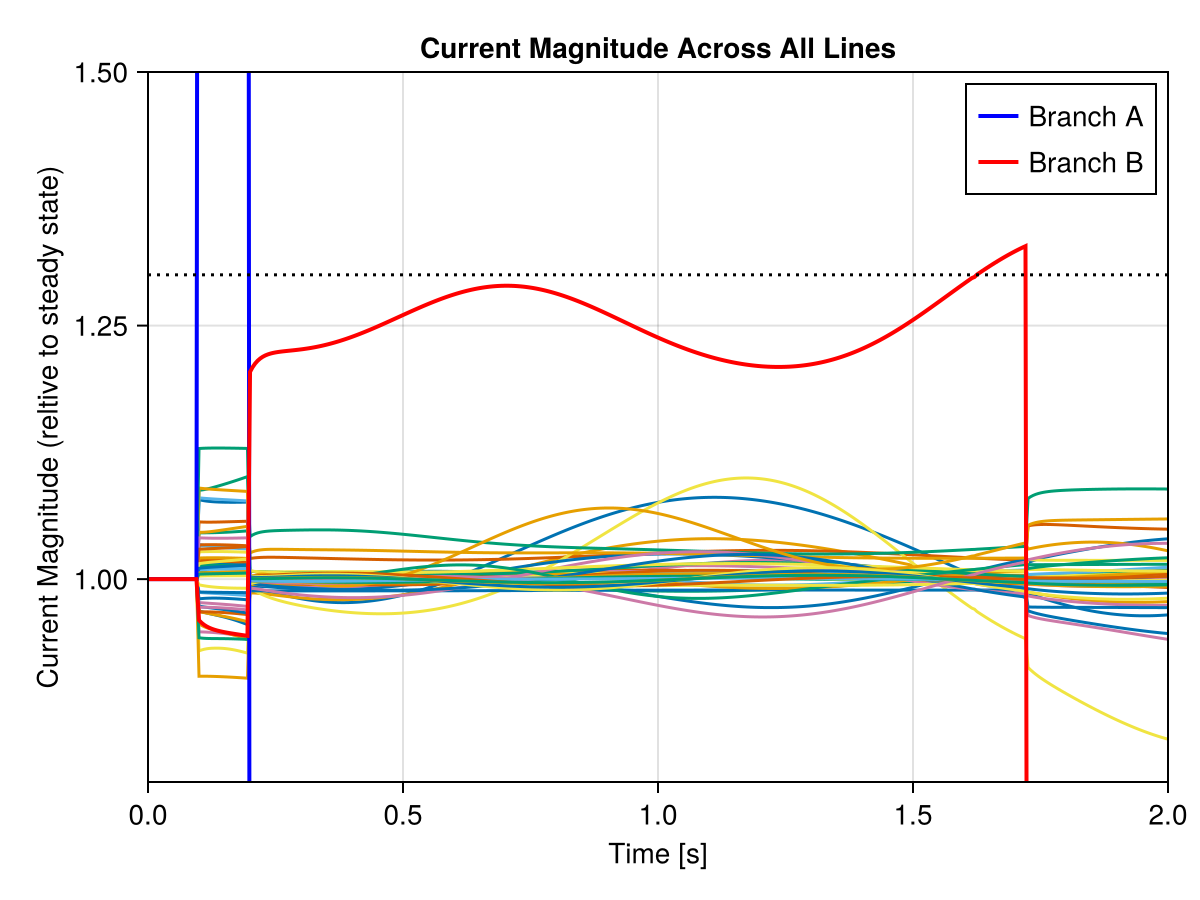 Current Magnitude Across All Lines
1.50
1.25
1.00
Current Magnitude (reltive to steady state)
Branch A
Branch B
0.0
0.5
1.0
1.5
2.0
Time [s]